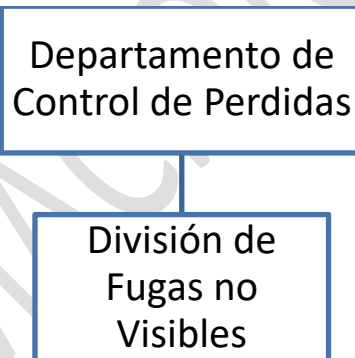 Departamento de
Control de Perdidas
División de
Fugas no
Visibles